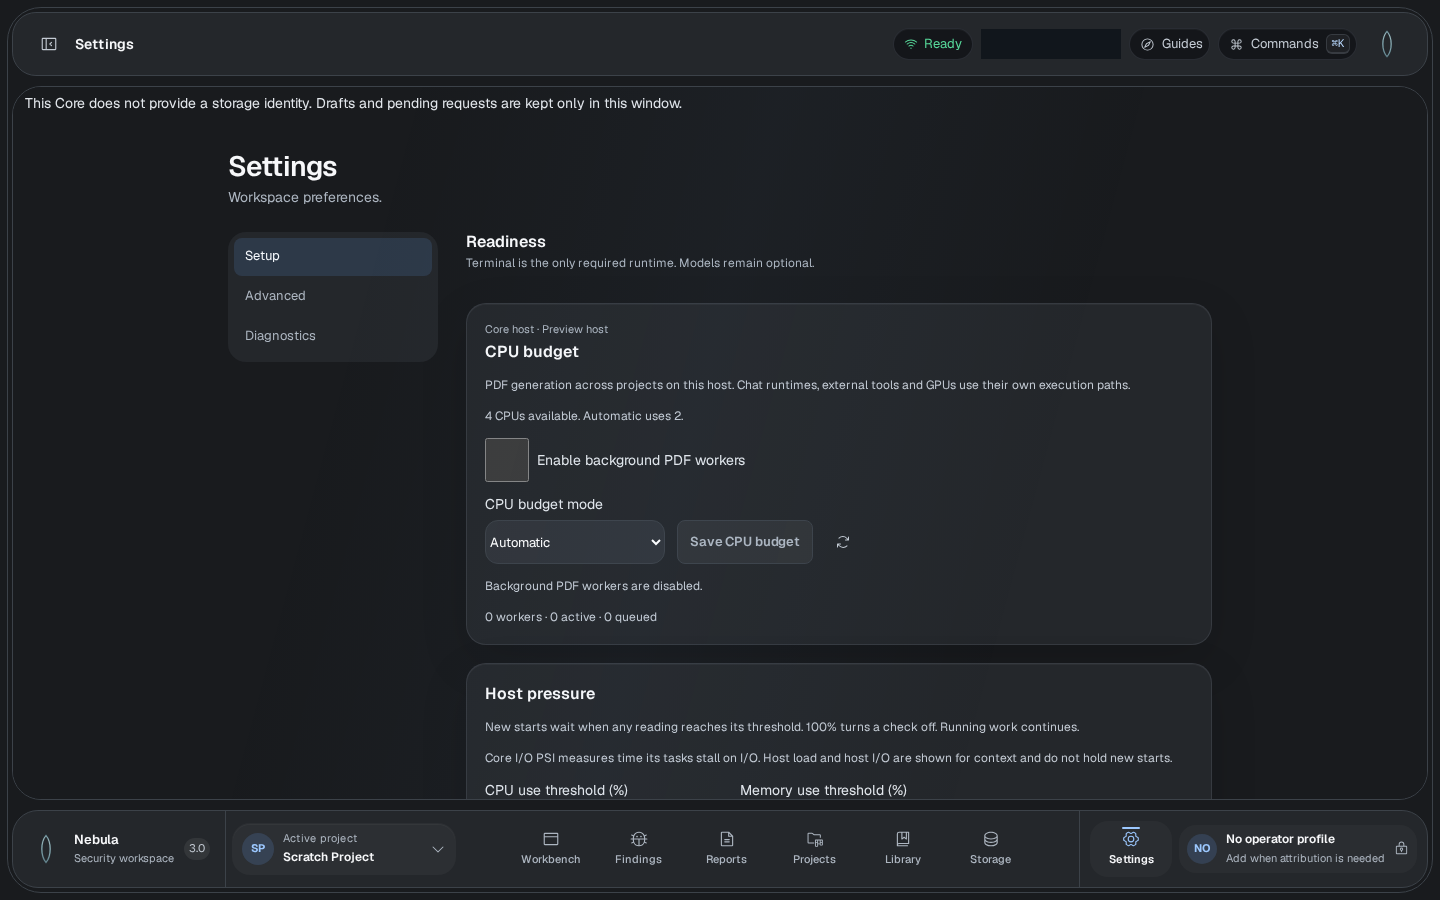 Settings
Ready
Guides
Commands ⌘K
This Core does not provide a storage identity. Drafts and pending requests are kept only in this window.
Settings
Workspace preferences.
Setup
Advanced
Diagnostics
Readiness
Terminal is the only required runtime. Models remain optional.
Core host · Preview host
CPU budget
PDF generation across projects on this host. Chat runtimes, external tools and GPUs use their own execution paths.
4 CPUs available. Automatic uses 2.
Enable background PDF workers
CPU budget mode
Automatic
Save CPU budget
Background PDF workers are disabled.
0 workers · 0 active · 0 queued
Host pressure
New starts wait when any reading reaches its threshold. 100% turns a check off. Running work continues.
Core I/O PSI measures time its tasks stall on I/O. Host load and host I/O are shown for context and do not hold new starts.
CPU use threshold (%)
Memory use threshold (%)
Nebula
Security workspace
3.0
SP
Active project
Scratch Project
Workbench
Findings
Reports
Projects
Library
Storage
Settings
NO
No operator profile
Add when attribution is needed